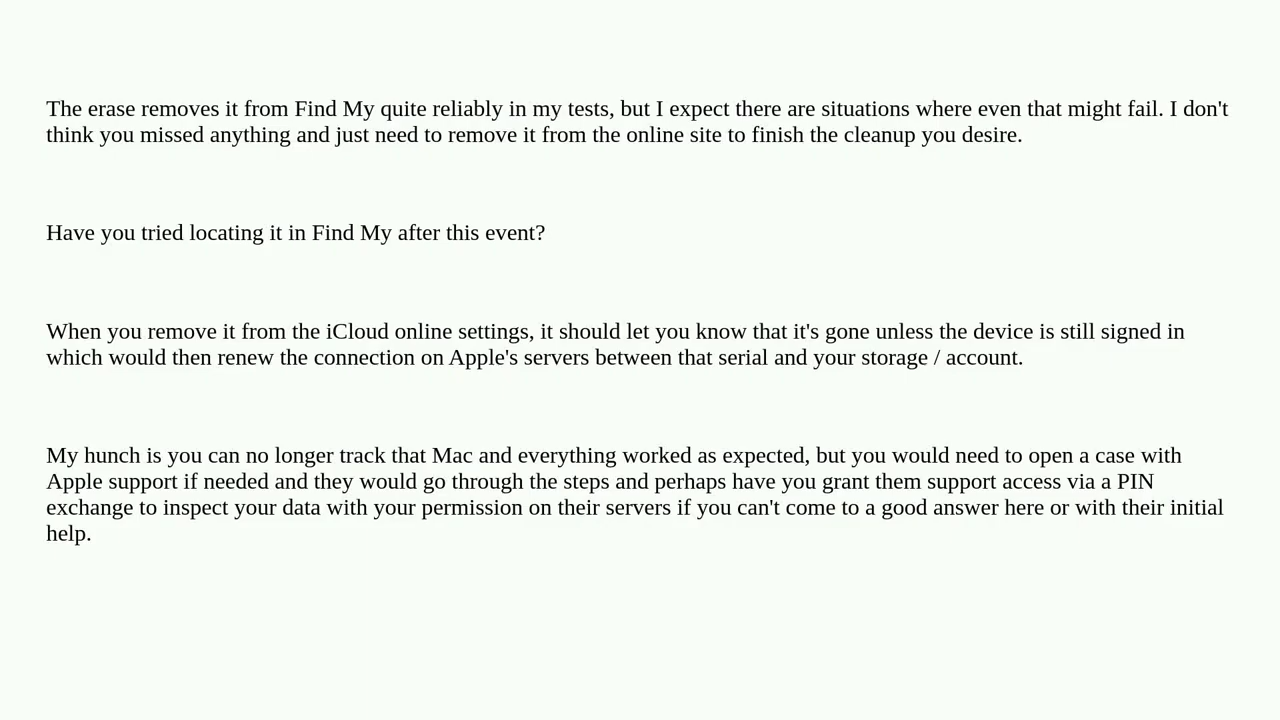 The erase removes it from Find My quite reliably in my tests, but I expect there are situations where even that might fail. I don't
think you missed anything and just need to remove it from the online site to finish the cleanup you desire.
Have you tried locating it in Find My after this event?
When you remove it from the iCloud online settings, it should let you know that it's gone unless the device is still signed in
which would then renew the connection on Apple's servers between that serial and your storage / account.
My hunch is you can no longer track that Mac and everything worked as expected, but you would need to open a case with
Apple support if needed and they would go through the steps and perhaps have you grant them support access via a PIN
exchange to inspect your data with your permission on their servers if you can't come to a good answer here or with their initial
help.